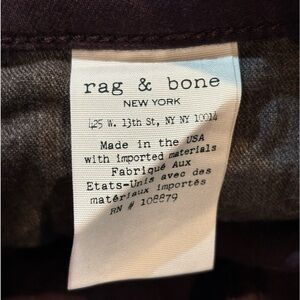 rag & bone
NEW YORK
425 W. 13th St, NY NY 10014
Made in the USA
with imported materials
Fabriqué Aux
Etats-Unis avec des
matériaux importés
RN # 108879